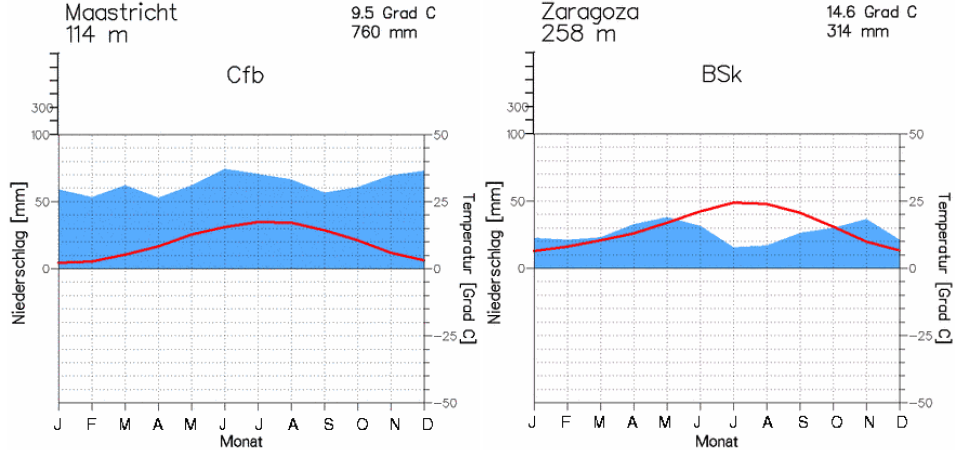 Maastricht
114 m
9.5 Grad C
760 mm
Cfb
300
100
50
0
Niederschlag [mm]
50
25
0
−25
−50
Temperatur [Grad C]
J F M A M J J A S O N D
Monat
Zaragoza
258 m
14.6 Grad C
314 mm
BSk
300
100
50
0
Niederschlag [mm]
50
25
0
−25
−50
Temperatur [Grad C]
J F M A M J J A S O N D
Monat